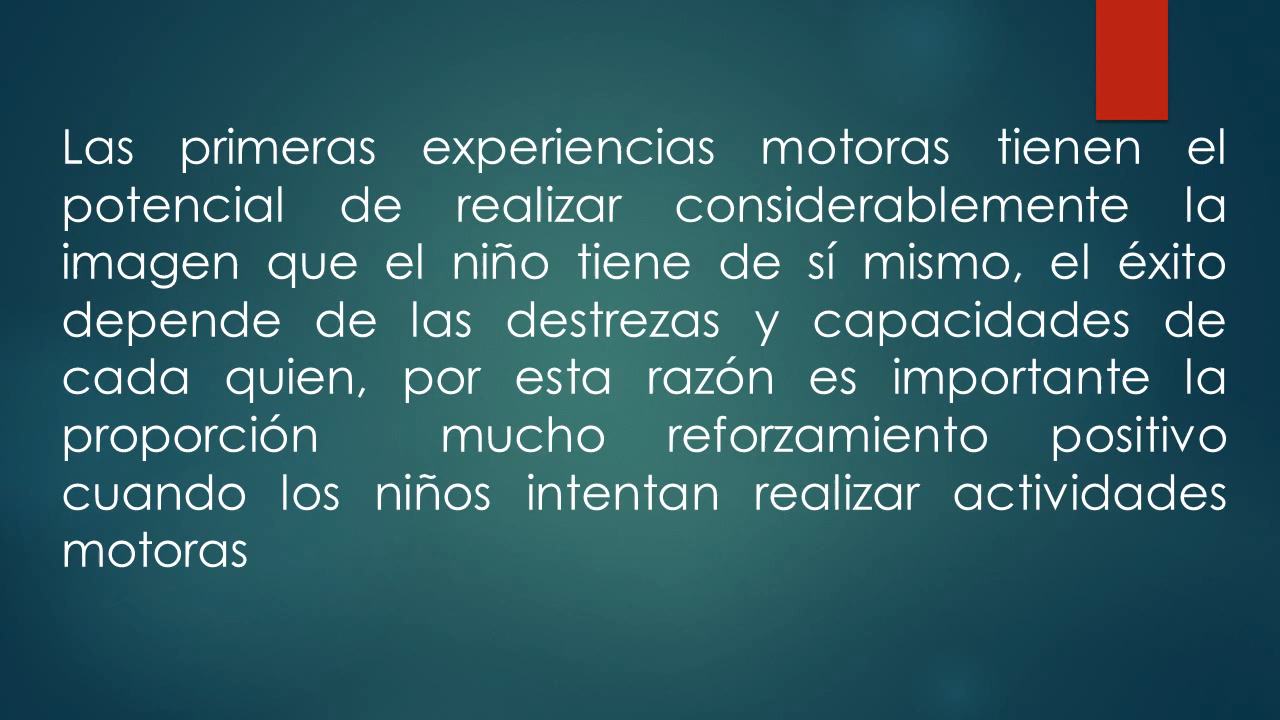 Las primeras experiencias motoras tienen el
potencial de realizar considerablemente la
imagen que el niño tiene de sí mismo, el éxito
depende de las destrezas y capacidades de
cada quien, por esta razón es importante la
proporción mucho reforzamiento positivo
cuando los niños intentan realizar actividades
motoras